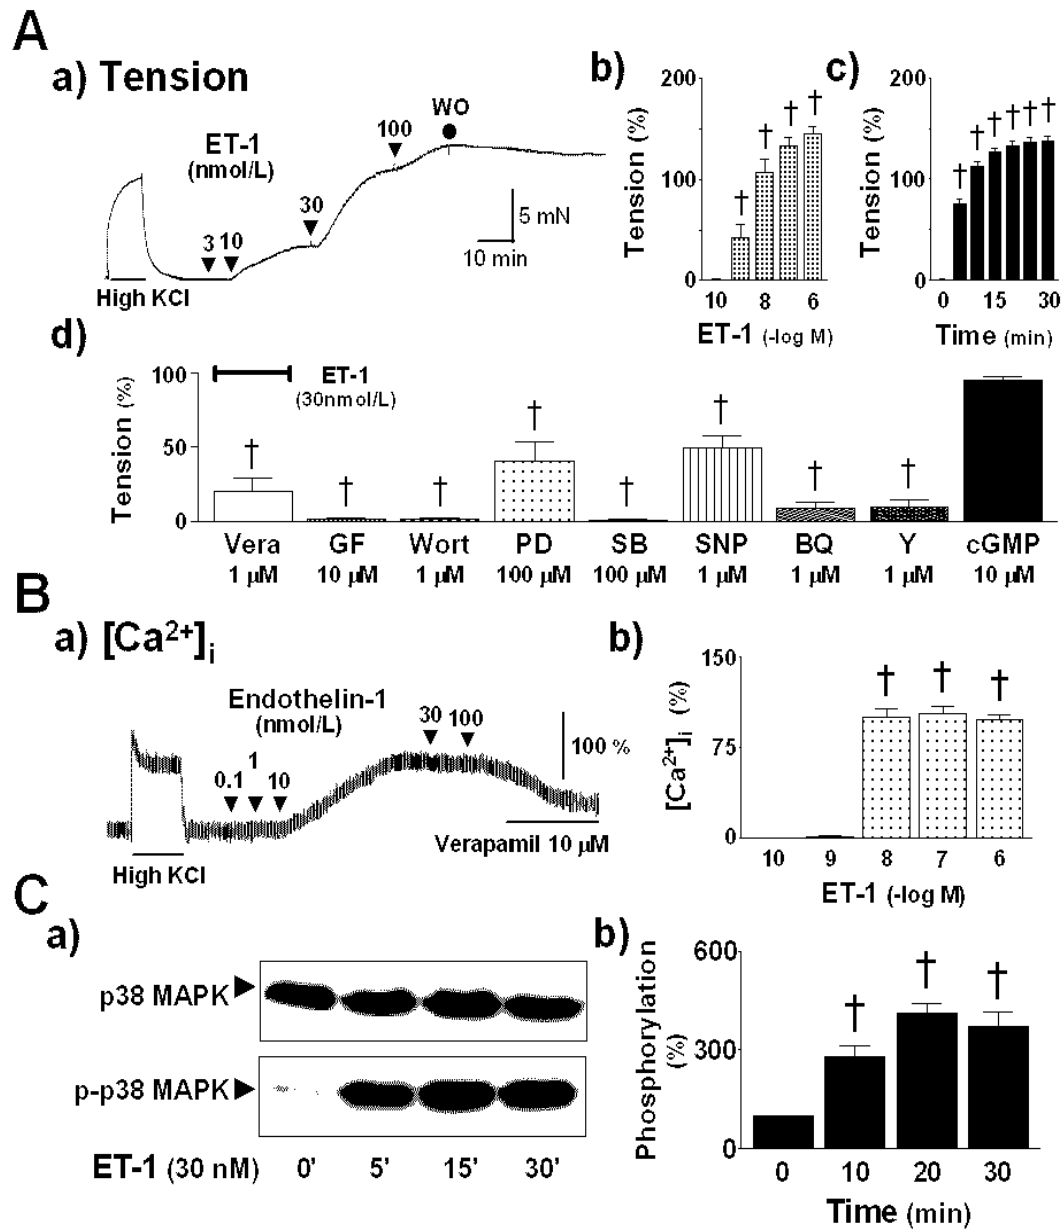 A
a) Tension
ET-1
(nmol/L)
3 10
30
100
WO
5 mN
10 min
High KCl
b)
Tension (%)
200
100
0
†
†
†
†
10 8 6
ET-1 (-log M)
c)
Tension (%)
200
100
0
† † † † † †
0 15 30
Time (min)
d)
Tension (%)
100
50
0
ET-1
(30nmol/L)
† † † † † † † †
Vera GF Wort PD SB SNP BQ Y cGMP
1 μM 10 μM 1 μM 100 μM 100 μM 1 μM 1 μM 1 μM 10 μM
B
a) [Ca²⁺]i
Endothelin-1
(nmol/L)
0.1
1
10
30 100
100 %
Verapamil 10 μM
High KCl
b)
[Ca²⁺]i (%)
150
75
0
† † †
10 9 8 7 6
ET-1 (-log M)
C
a)
p38 MAPK
p-p38 MAPK
ET-1 (30 nM) 0' 5' 15' 30'
b)
Phosphorylation
(%)
600
300
0
† † †
0 10 20 30
Time (min)